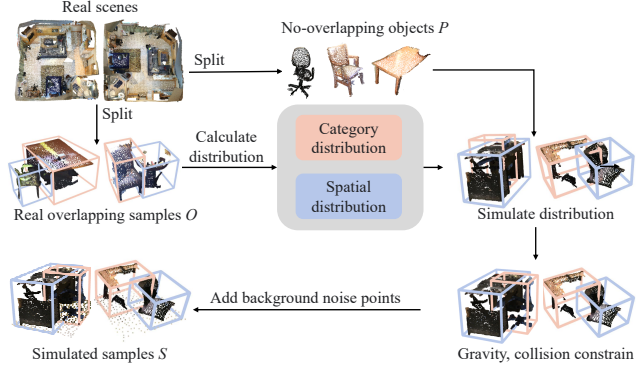 Real scenes
No-overlapping objects P
Split
Split
Calculate
distribution
Category
distribution
Spatial
distribution
Real overlapping samples O
Simulate distribution
Add background noise points
Simulated samples S
Gravity, collision constrain